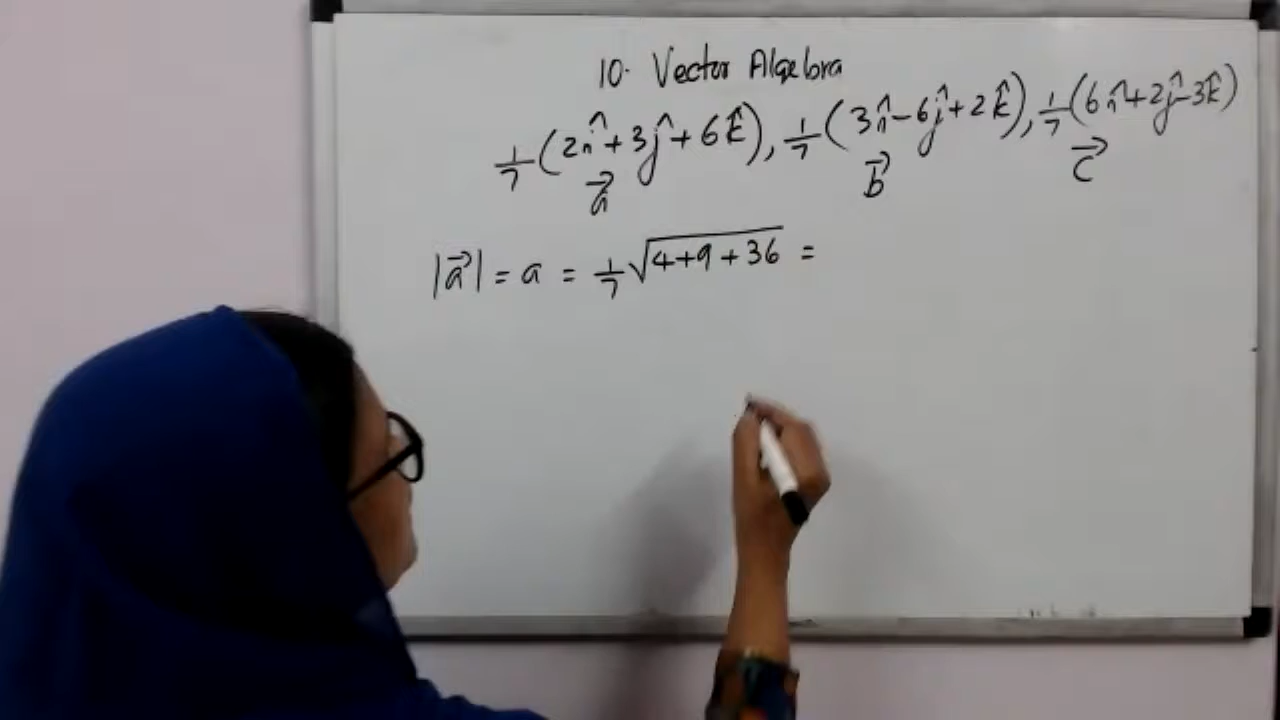 10. Vector Algebra
1/7 (2î + 3ĵ + 6k̂), 1/7 (3î - 6ĵ + 2k̂), 1/7 (6î + 2ĵ - 3k̂)
a⃗ b⃗ c⃗
|a⃗| = a = 1/7 √(4+9+36) =